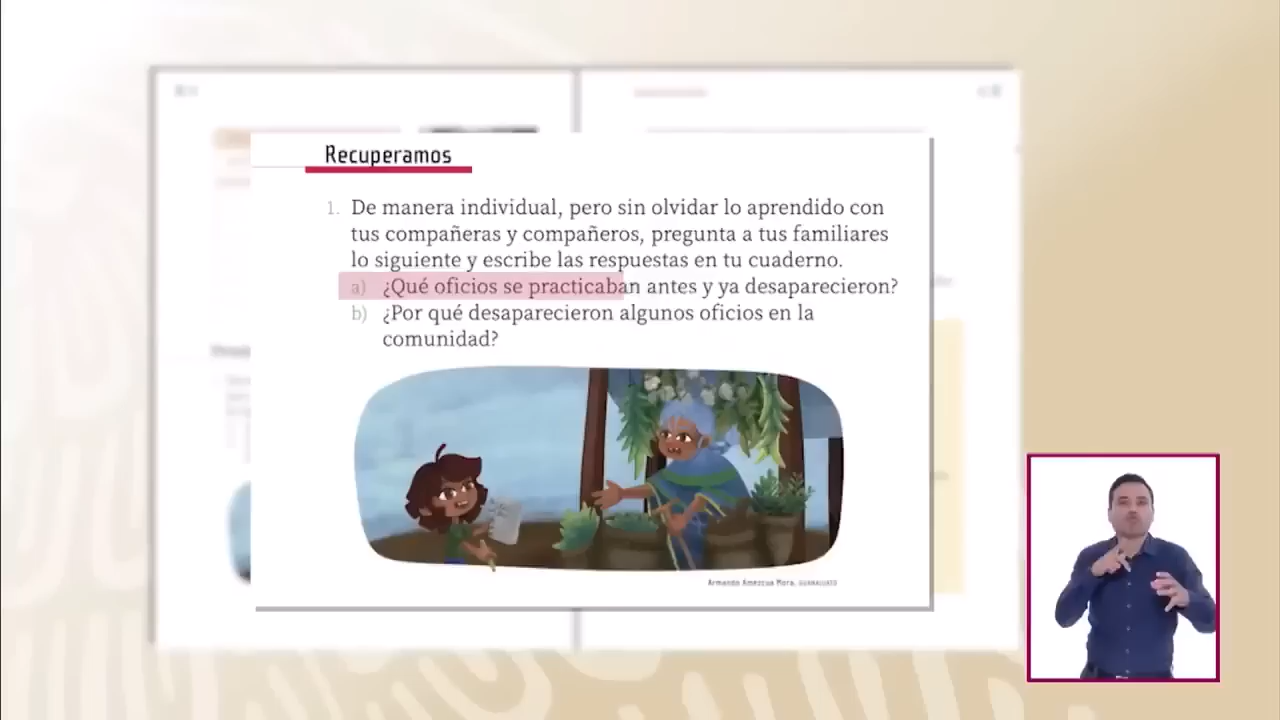 Recuperamos
1. De manera individual, pero sin olvidar lo aprendido con
tus compañeras y compañeros, pregunta a tus familiares
lo siguiente y escribe las respuestas en tu cuaderno.
a) ¿Qué oficios se practicaban antes y ya desaparecieron?
b) ¿Por qué desaparecieron algunos oficios en la
comunidad?
Armando Amezcua Mora, GUANAJUATO